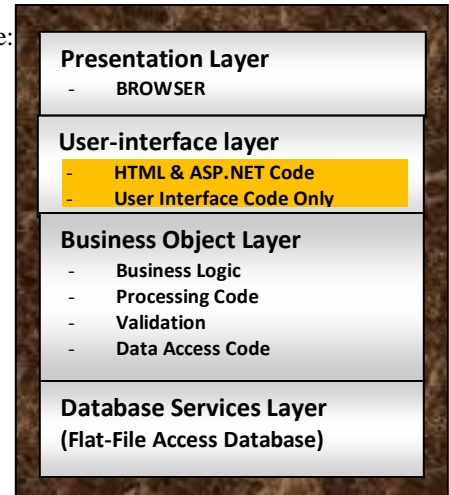 e:
Presentation Layer
- BROWSER
User-interface layer
- HTML & ASP.NET Code
- User Interface Code Only
Business Object Layer
- Business Logic
- Processing Code
- Validation
- Data Access Code
Database Services Layer
(Flat-File Access Database)